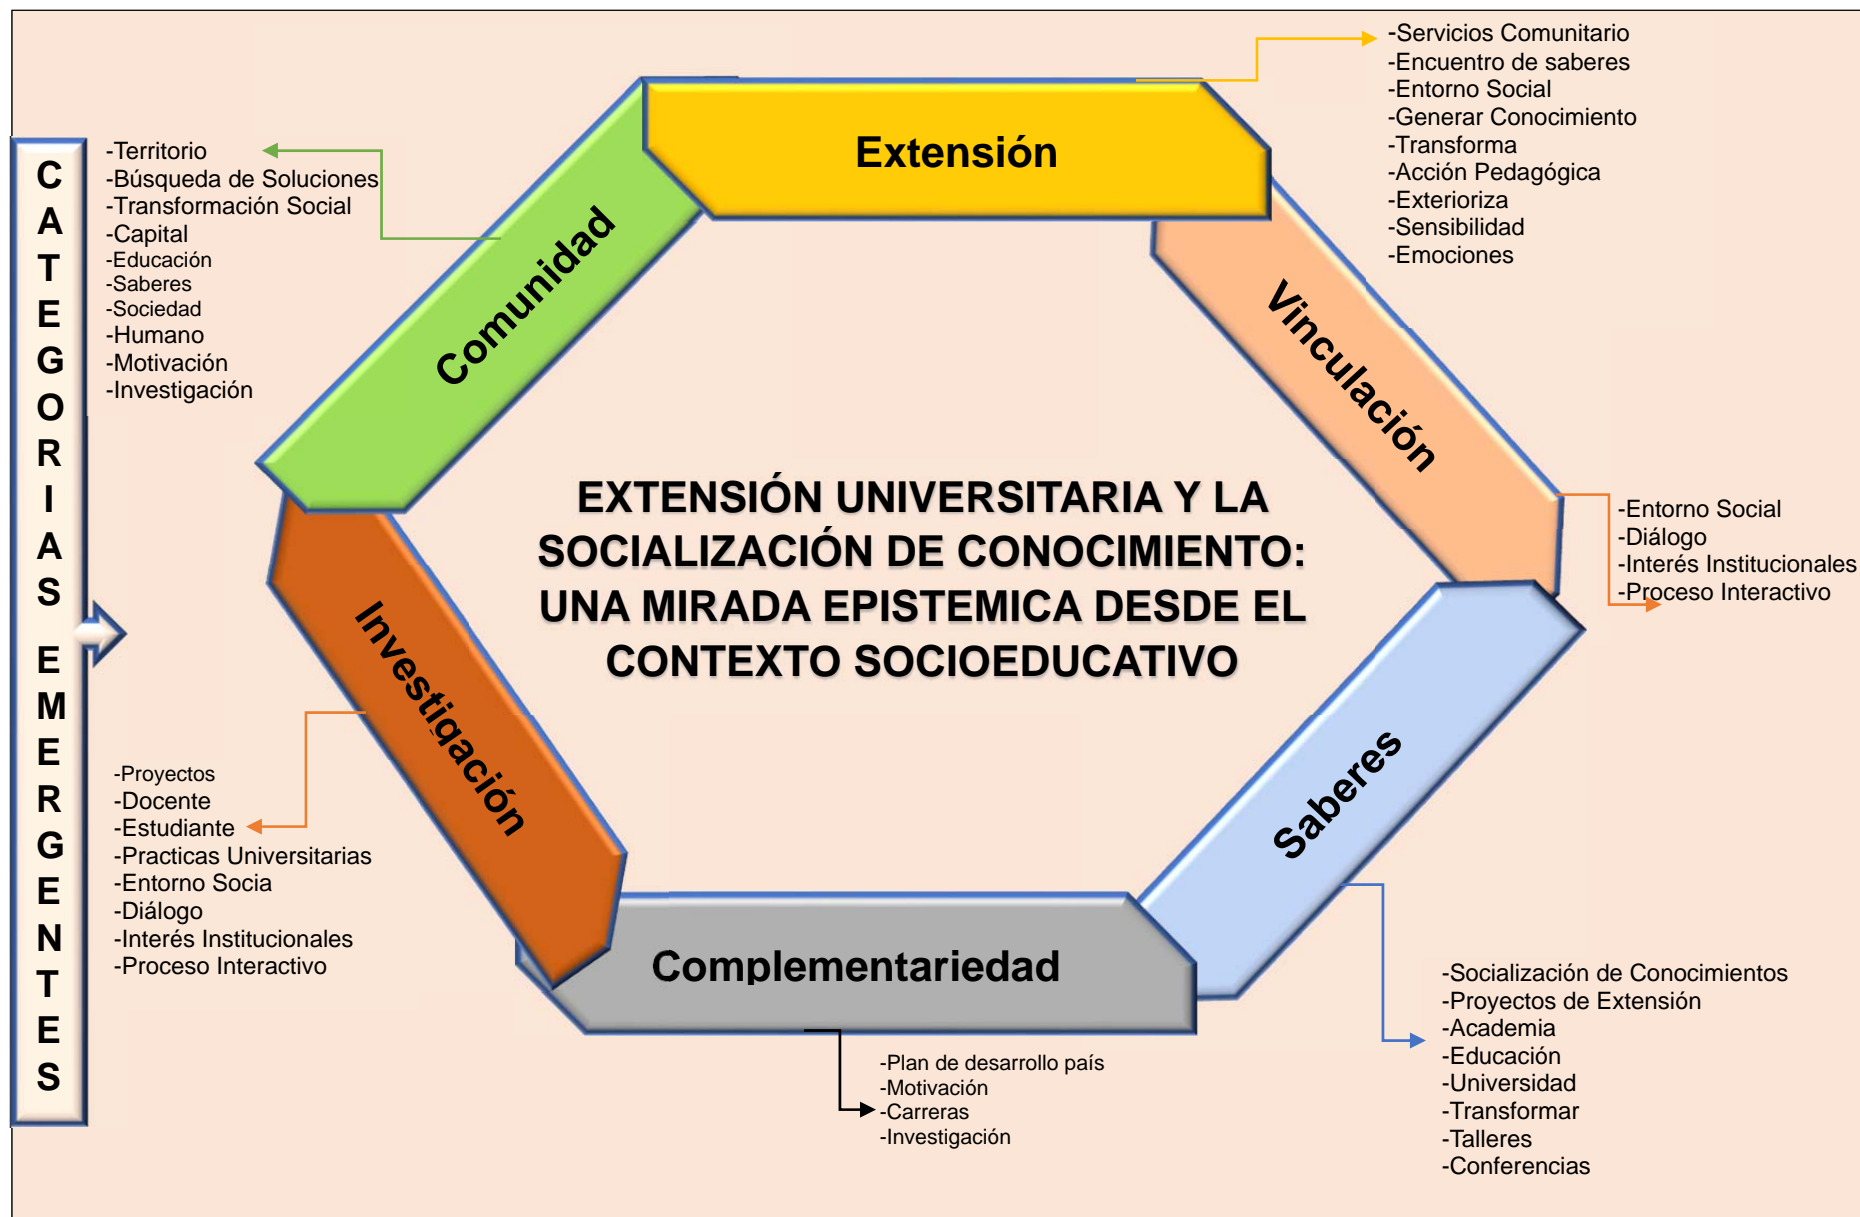 CATEGORIAS EMERGENTES
-Territorio
-Búsqueda de Soluciones
-Transformación Social
-Capital
-Educación
-Saberes
-Sociedad
-Humano
-Motivación
-Investigación
Comunidad
Extensión
-Servicios Comunitario
-Encuentro de saberes
-Entorno Social
-Generar Conocimiento
-Transforma
-Acción Pedagógica
-Exterioriza
-Sensibilidad
-Emociones
Vinculación
-Entorno Social
-Diálogo
-Interés Institucionales
-Proceso Interactivo
EXTENSIÓN UNIVERSITARIA Y LA
SOCIALIZACIÓN DE CONOCIMIENTO:
UNA MIRADA EPISTEMICA DESDE EL
CONTEXTO SOCIOEDUCATIVO
Investigación
-Proyectos
-Docente
-Estudiante
-Practicas Universitarias
-Entorno Socia
-Diálogo
-Interés Institucionales
-Proceso Interactivo
Complementariedad
-Plan de desarrollo país
-Motivación
-Carreras
-Investigación
Saberes
-Socialización de Conocimientos
-Proyectos de Extensión
-Academia
-Educación
-Universidad
-Transformar
-Talleres
-Conferencias